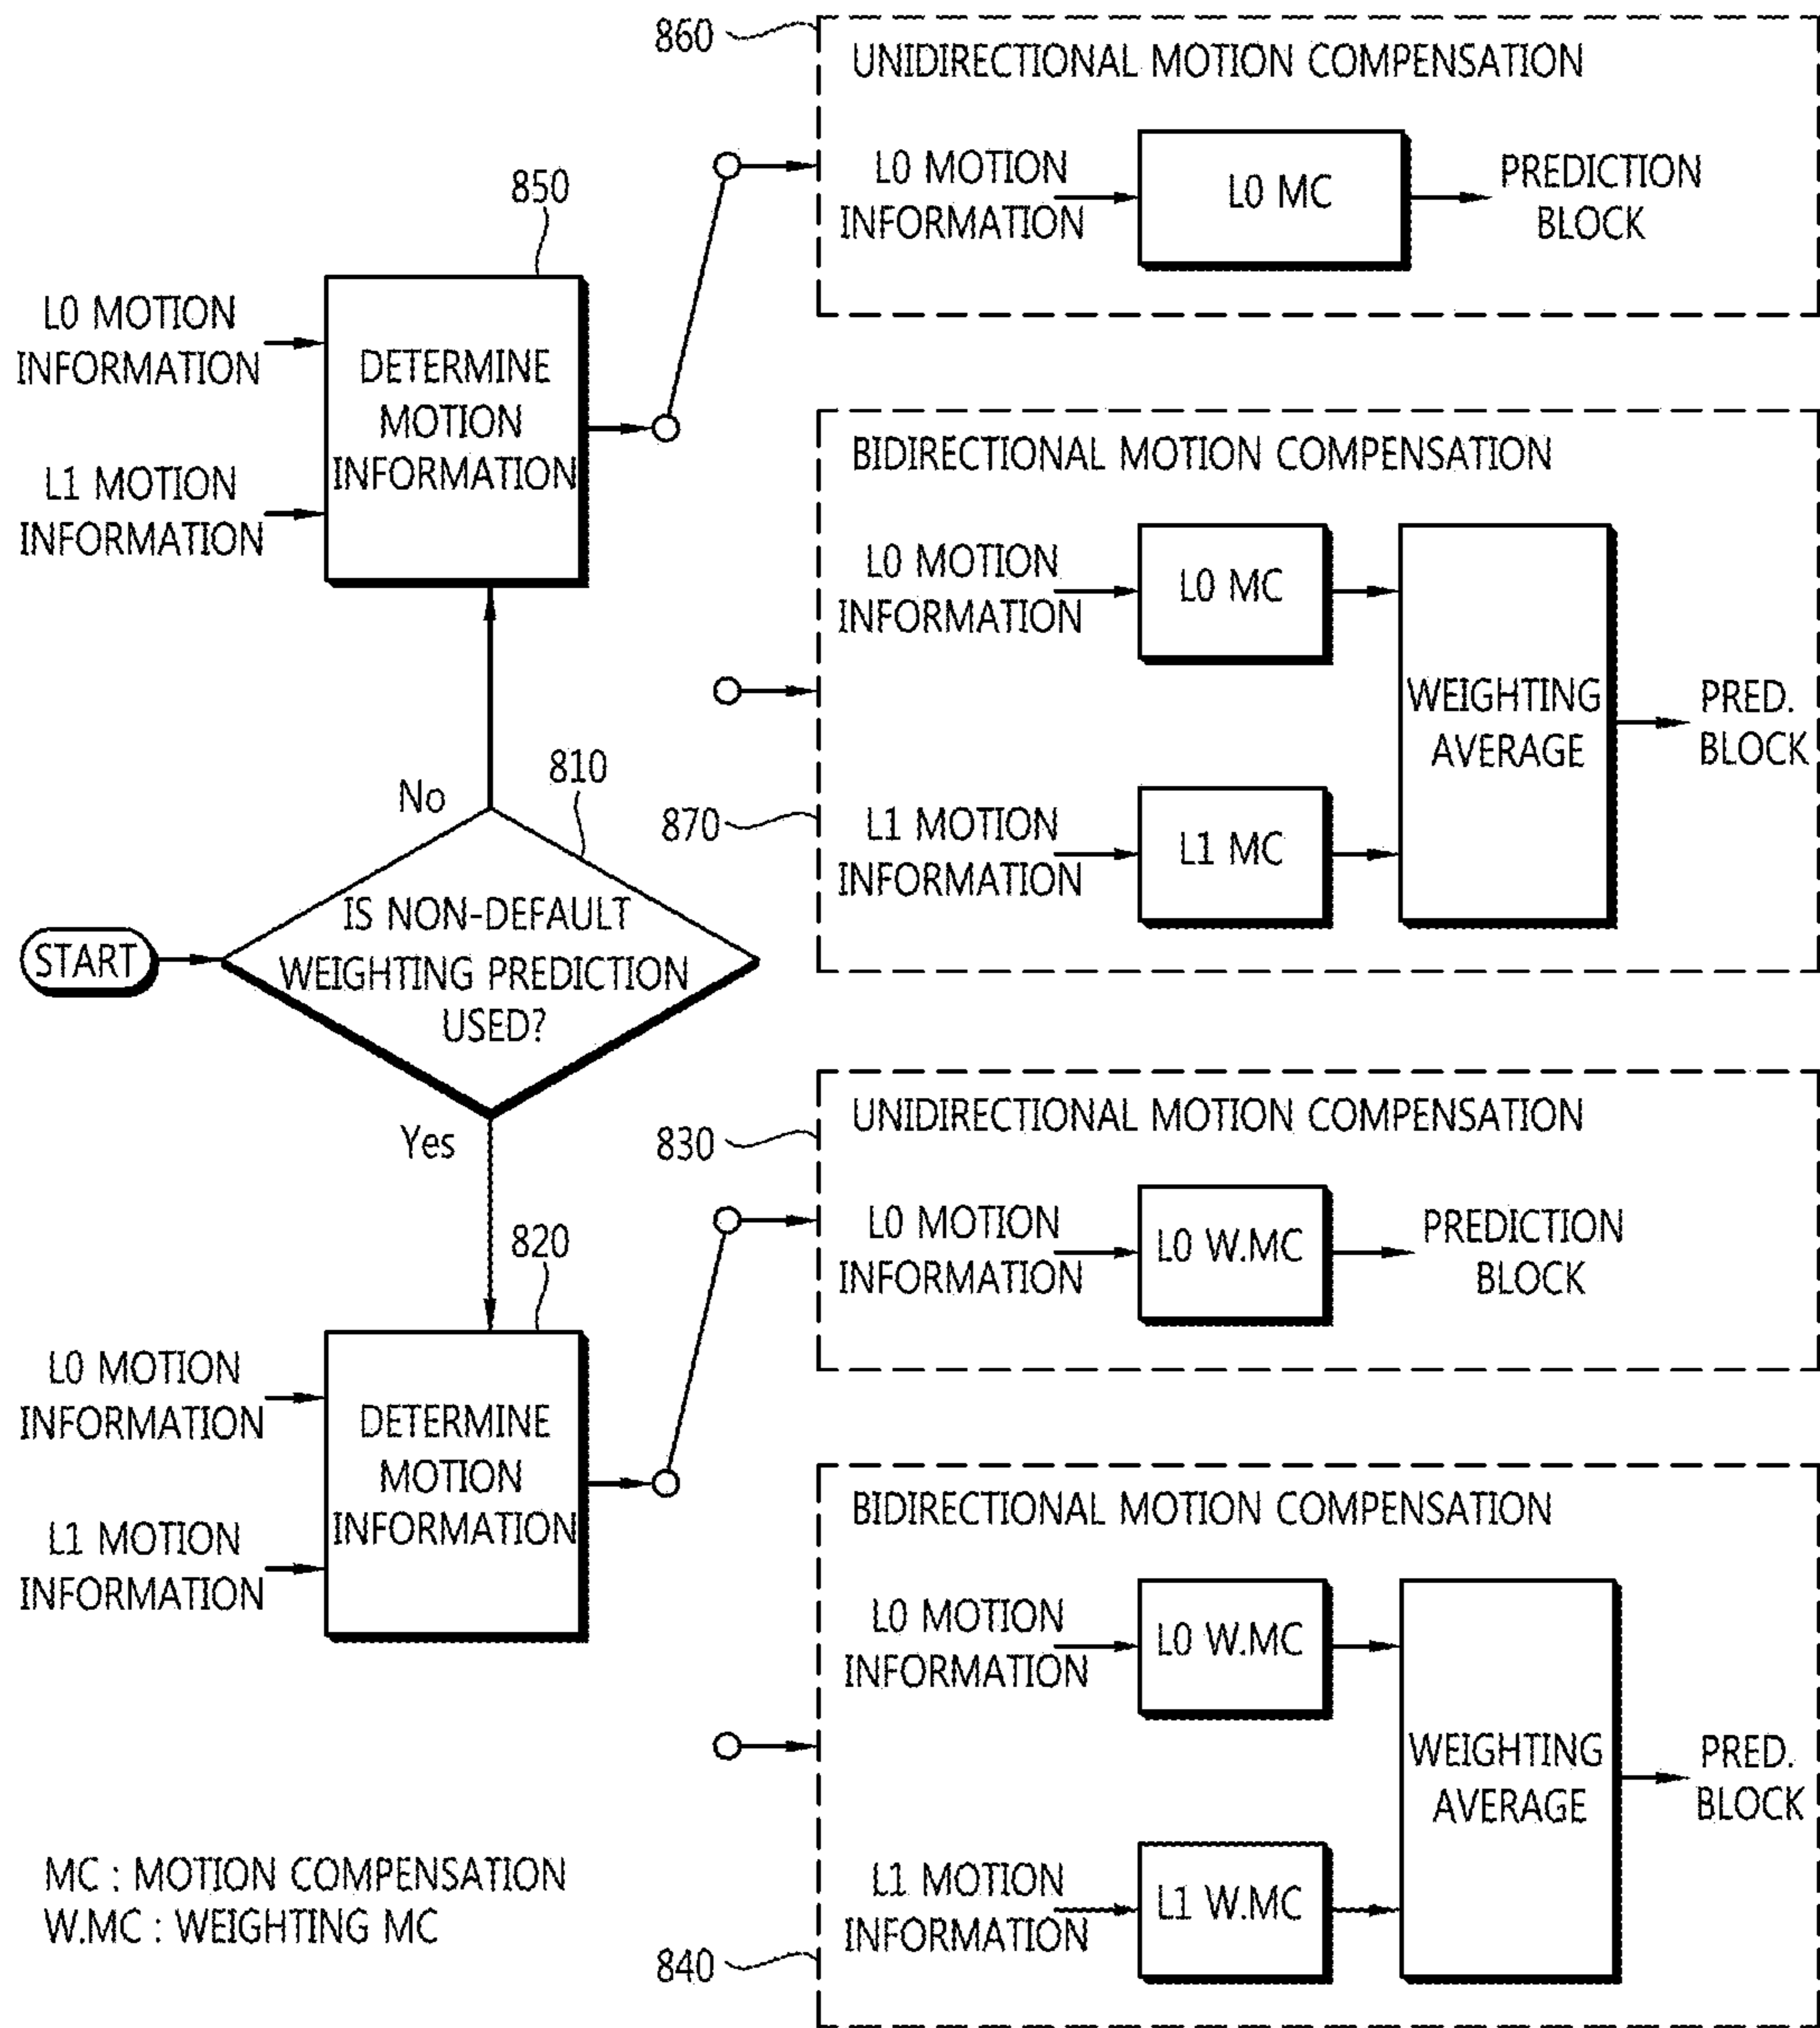 860
UNIDIRECTIONAL MOTION COMPENSATION
L0 MOTION
INFORMATION
L0 MC
PREDICTION
BLOCK
850
L0 MOTION
INFORMATION
L1 MOTION
INFORMATION
DETERMINE
MOTION
INFORMATION
BIDIRECTIONAL MOTION COMPENSATION
L0 MOTION
INFORMATION
L0 MC
WEIGHTING
AVERAGE
PRED.
BLOCK
870
L1 MOTION
INFORMATION
L1 MC
No
810
START
IS NON-DEFAULT
WEIGHTING PREDICTION
USED?
Yes
830
UNIDIRECTIONAL MOTION COMPENSATION
L0 MOTION
INFORMATION
L0 W.MC
PREDICTION
BLOCK
820
L0 MOTION
INFORMATION
L1 MOTION
INFORMATION
DETERMINE
MOTION
INFORMATION
BIDIRECTIONAL MOTION COMPENSATION
L0 MOTION
INFORMATION
L0 W.MC
WEIGHTING
AVERAGE
PRED.
BLOCK
L1 MOTION
INFORMATION
L1 W.MC
840
MC : MOTION COMPENSATION
W.MC : WEIGHTING MC